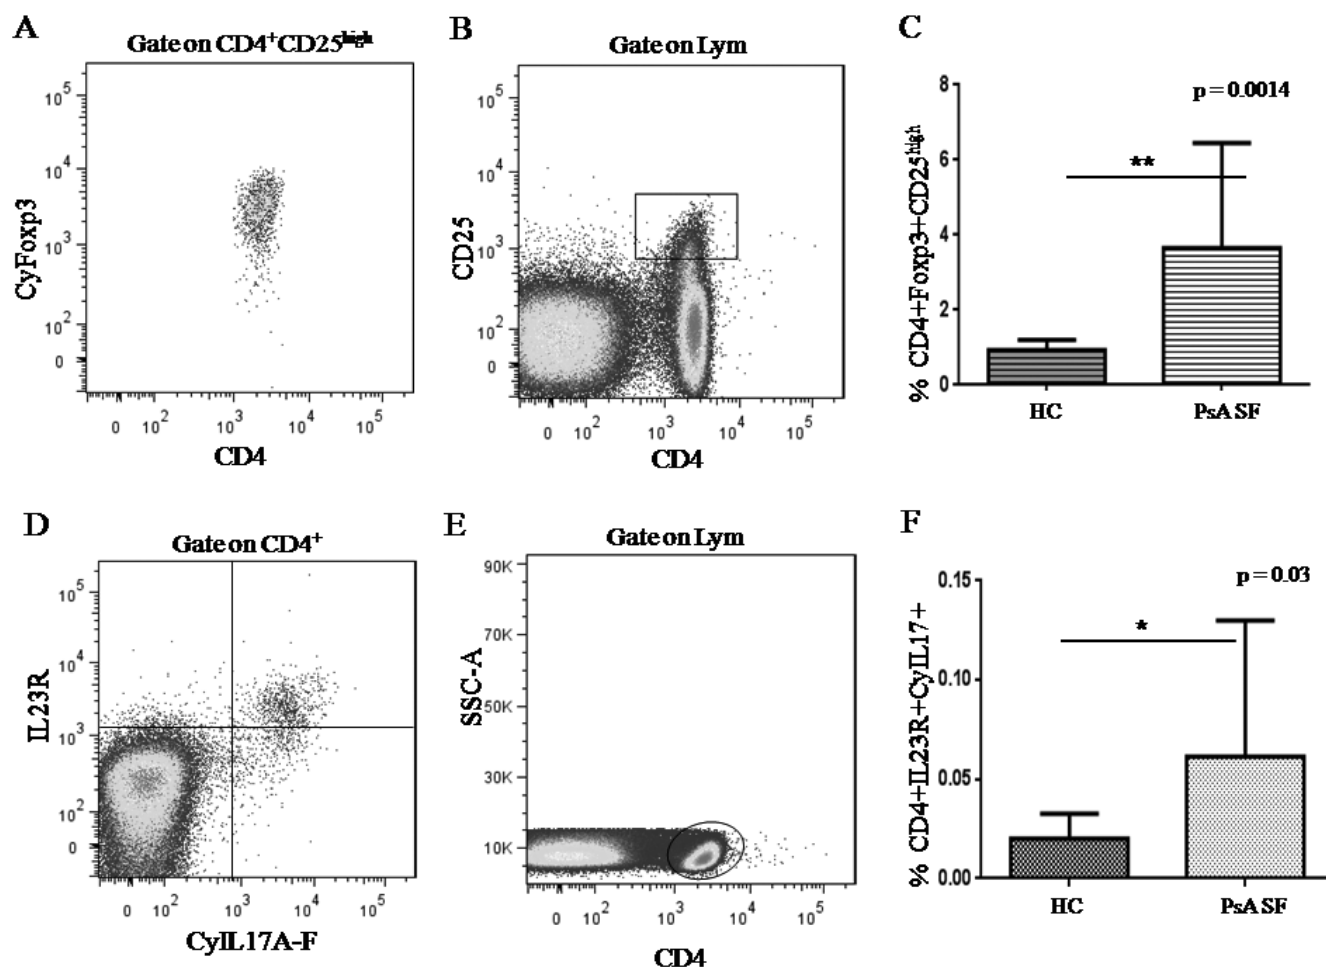 A
Gate on CD4+CD25high
CyFoxp3
10^5
10^4
10^3
10^2
0
0 10^2 10^3 10^4 10^5
CD4
B
Gate on Lym
CD25
10^5
10^4
10^3
10^2
0
0 10^2 10^3 10^4 10^5
CD4
C
% CD4+Foxp3+CD25high
8
6
4
2
0
p = 0.0014
**
HC PsA SF
D
Gate on CD4+
IL23R
10^5
10^4
10^3
10^2
0
0 10^2 10^3 10^4 10^5
CyIL17A-F
E
Gate on Lym
SSC-A
90K
70K
50K
30K
10K
0 10^2 10^3 10^4 10^5
CD4
F
% CD4+IL23R+CyIL17+
0.15
0.10
0.05
0.00
p = 0.03
*
HC PsA SF